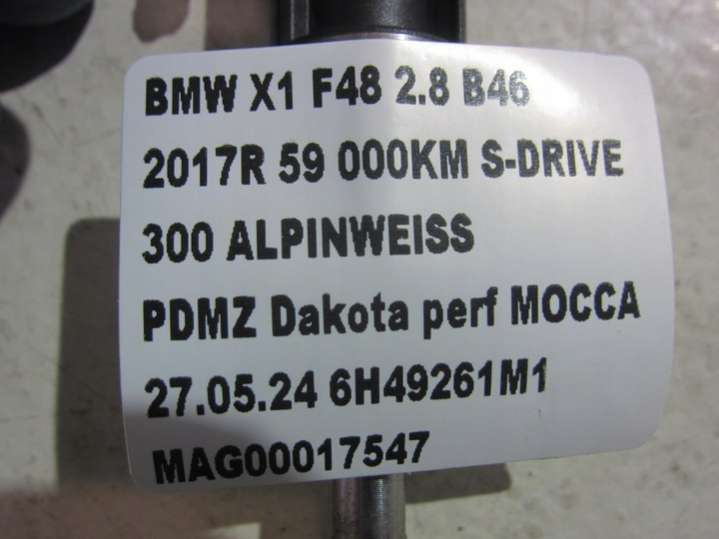 BMW X1 F48 2.8 B46
2017R 59 000KM S-DRIVE
300 ALPINWEISS
PDMZ Dakota perf MOCCA
27.05.24 6H49261M1
MAG00017547